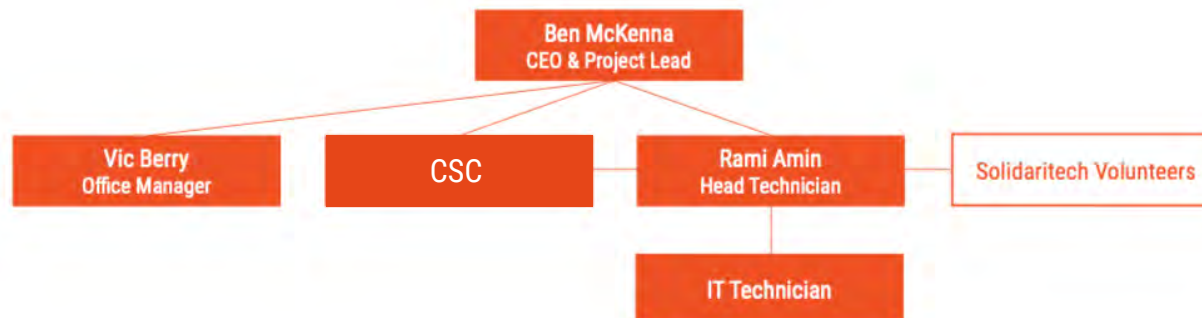 Ben McKenna
CEO & Project Lead
Vic Berry
Office Manager
CSC
Rami Amin
Head Technician
Solidaritech Volunteers
IT Technician